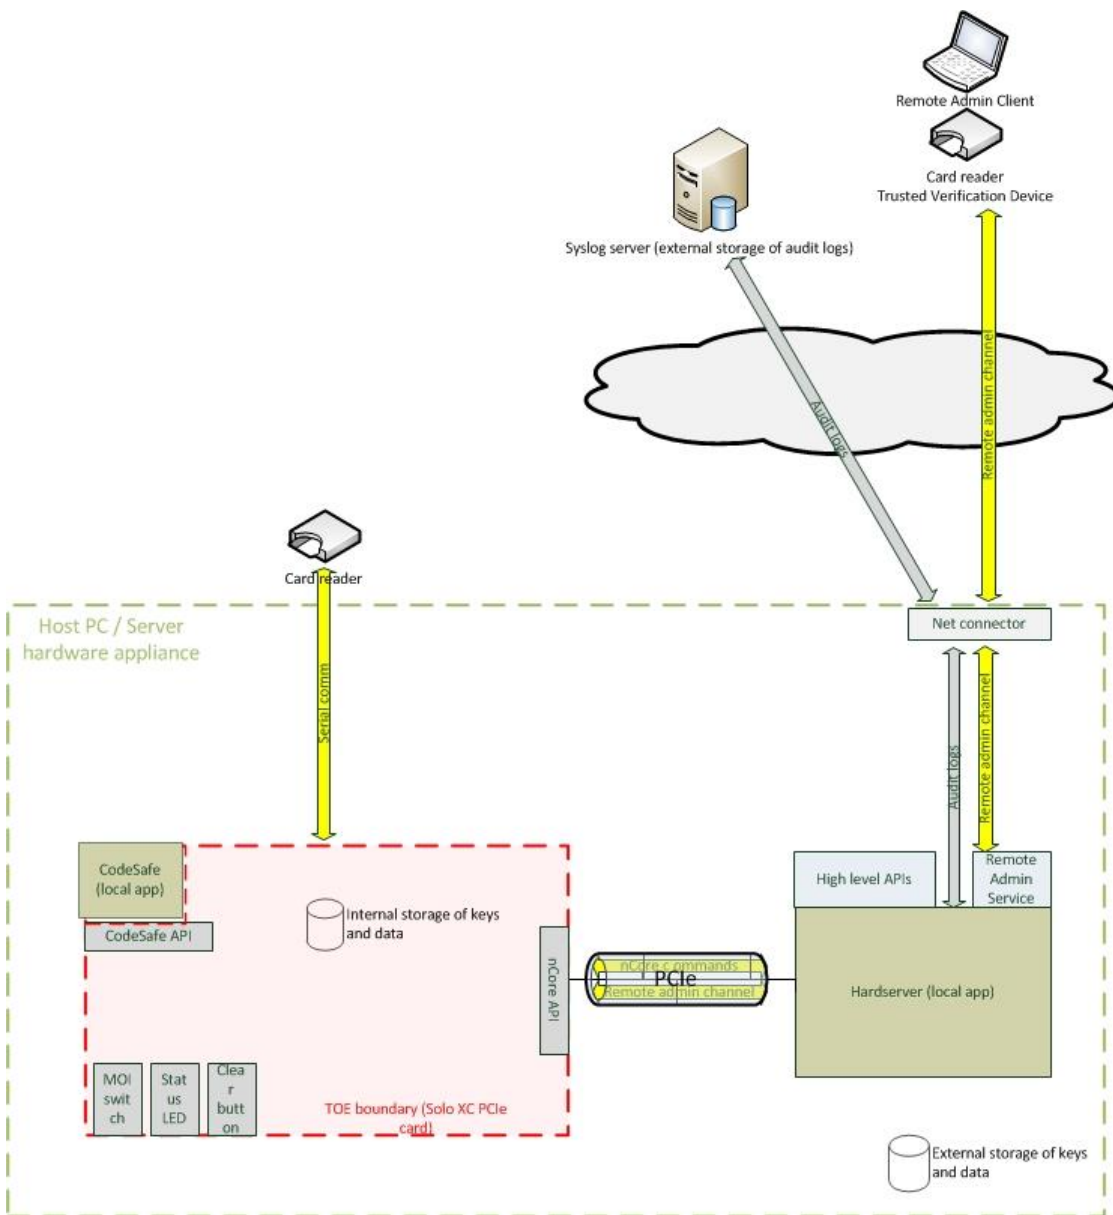 Remote Admin Client
Card reader
Trusted Verification Device
Syslog server (external storage of audit logs)
Audit logs
Remote admin channel
Card reader
Host PC / Server
hardware appliance
Net connector
Serial comm
Audit logs
Remote admin channel
CodeSafe
(local app)
CodeSafe API
Internal storage of keys
and data
nCore API
nCore commands
PCIe
Remote admin channel
High level APIs
Remote
Admin
Service
Hardserver (local app)
MOI
swit
ch
Stat
us
LED
Clea
r
butt
on
TOE boundary (Solo XC PCIe
card)
External storage of keys
and data